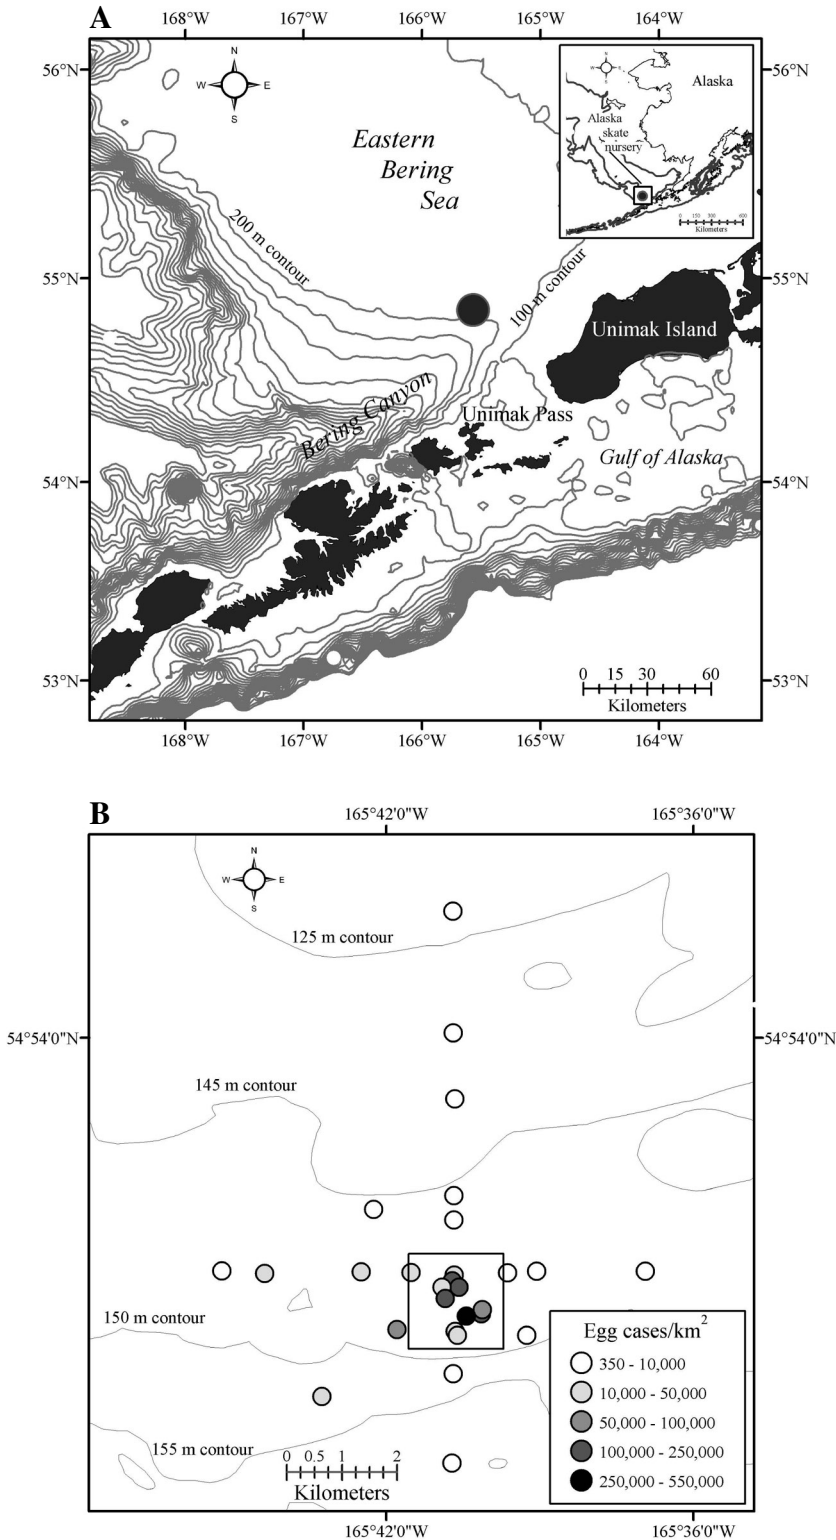 A
168°W 167°W 166°W 165°W 164°W
56°N 56°N
N
W E
S
Eastern
Bering
Sea
N
W E
S
Alaska
Alaska
skate
nursery
0 150 300 600
Kilometers
200 m contour
100 m contour
55°N 55°N
Unimak Island
Bering Canyon
Unimak Pass
Gulf of Alaska
54°N 54°N
53°N 53°N
0 15 30 60
Kilometers
168°W 167°W 166°W 165°W 164°W
B
165°42'0"W 165°36'0"W
N
W E
S
125 m contour
54°54'0"N 54°54'0"N
145 m contour
150 m contour
155 m contour
Egg cases/km²
350 - 10,000
10,000 - 50,000
50,000 - 100,000
100,000 - 250,000
250,000 - 550,000
0 0.5 1 2
Kilometers
165°42'0"W 165°36'0"W